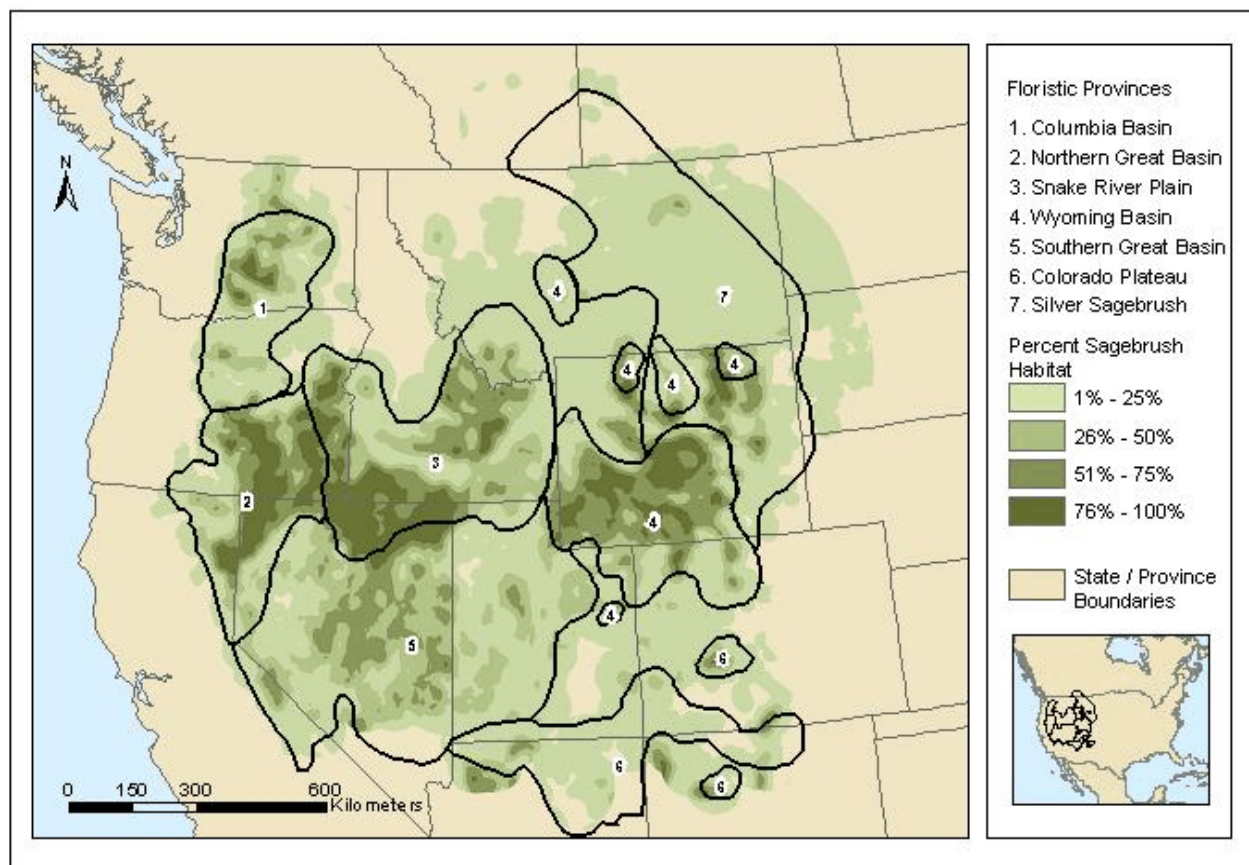 N
1
2
3
4
4
4
4
7
4
4
5
6
6
6
0 150 300 600
Kilometers
Floristic Provinces
1. Columbia Basin
2. Northern Great Basin
3. Snake River Plain
4. Wyoming Basin
5. Southern Great Basin
6. Colorado Plateau
7. Silver Sagebrush
Percent Sagebrush
Habitat
1% - 25%
26% - 50%
51% - 75%
76% - 100%
State / Province
Boundaries